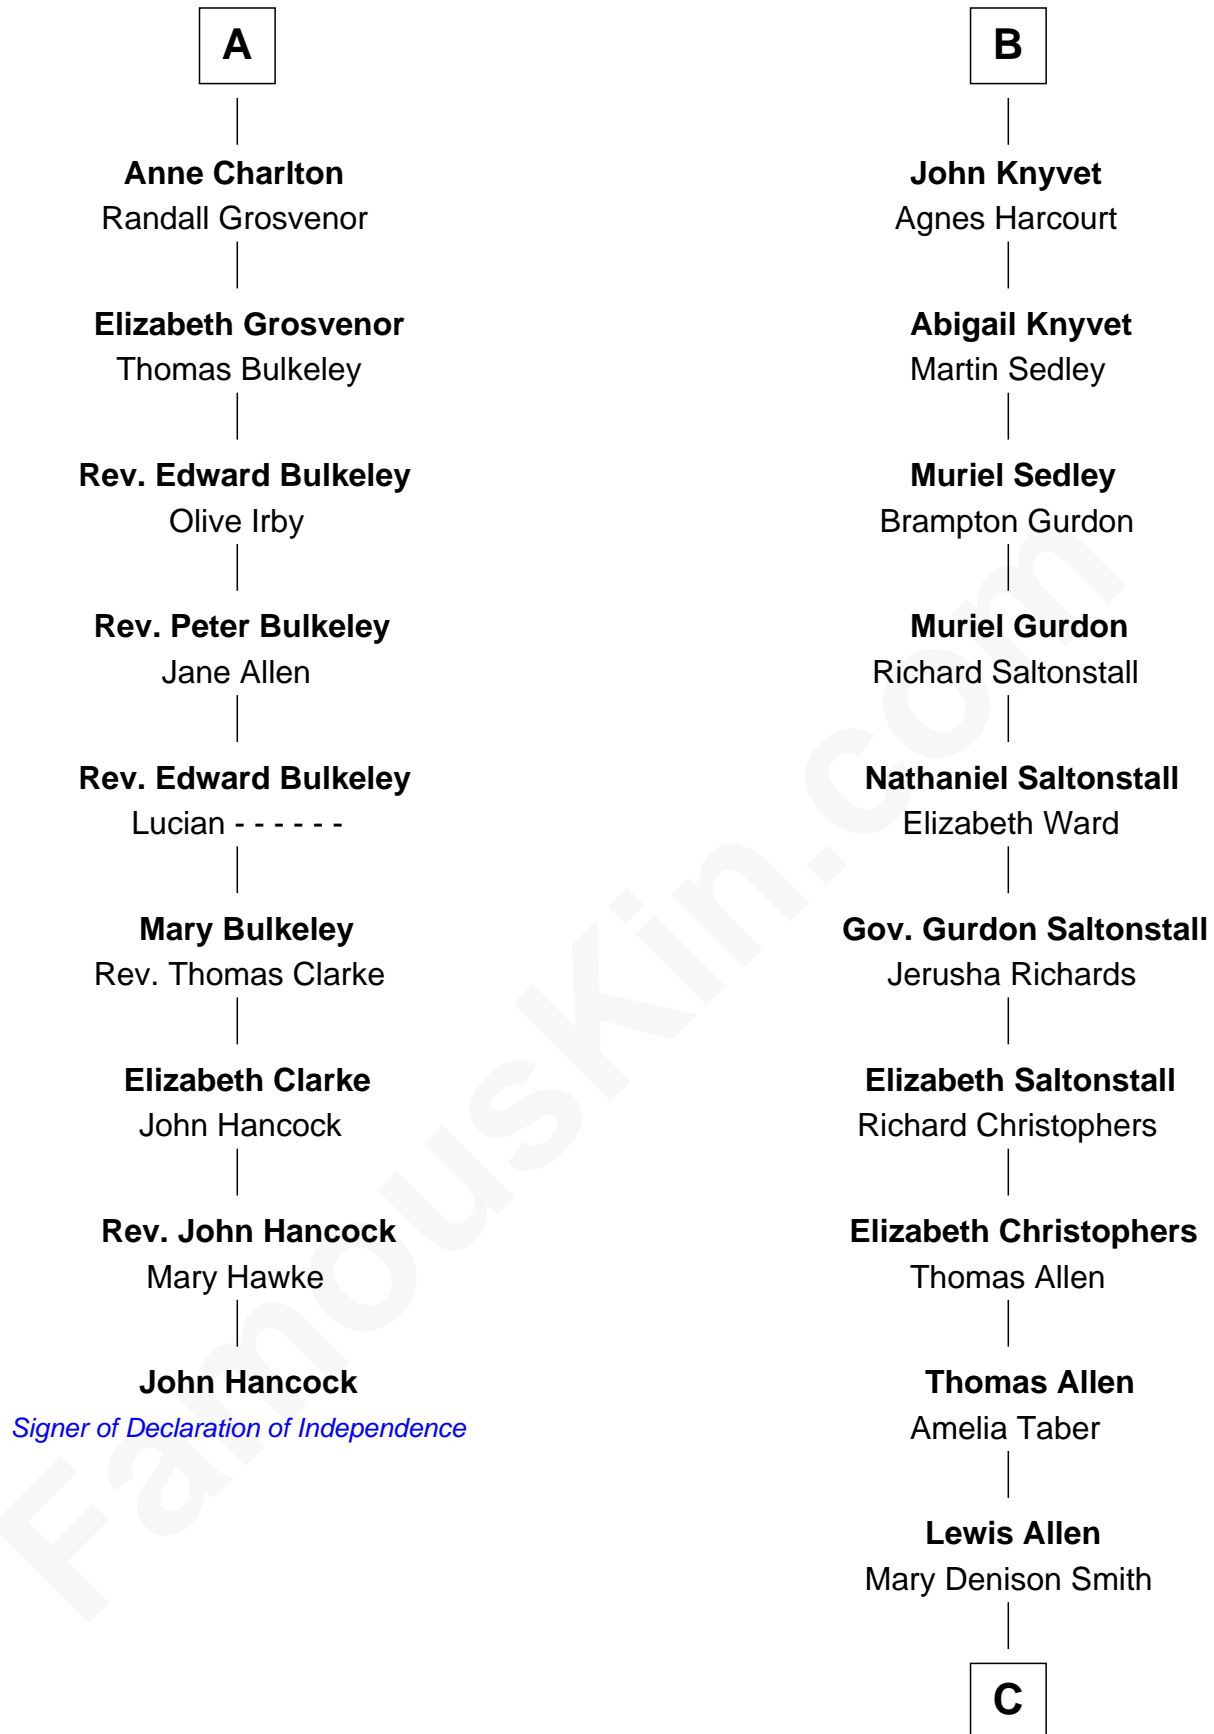 A
Anne Charlton
Randall Grosvenor
Elizabeth Grosvenor
Thomas Bulkeley
Rev. Edward Bulkeley
Olive Irby
Rev. Peter Bulkeley
Jane Allen
Rev. Edward Bulkeley
Lucian - - - - - -
Mary Bulkeley
Rev. Thomas Clarke
Elizabeth Clarke
John Hancock
Rev. John Hancock
Mary Hawke
John Hancock
Signer of Declaration of Independence
B
John Knyvet
Agnes Harcourt
Abigail Knyvet
Martin Sedley
Muriel Sedley
Brampton Gurdon
Muriel Gurdon
Richard Saltonstall
Nathaniel Saltonstall
Elizabeth Ward
Gov. Gurdon Saltonstall
Jerusha Richards
Elizabeth Saltonstall
Richard Christophers
Elizabeth Christophers
Thomas Allen
Thomas Allen
Amelia Taber
Lewis Allen
Mary Denison Smith
C
FamousKin.com